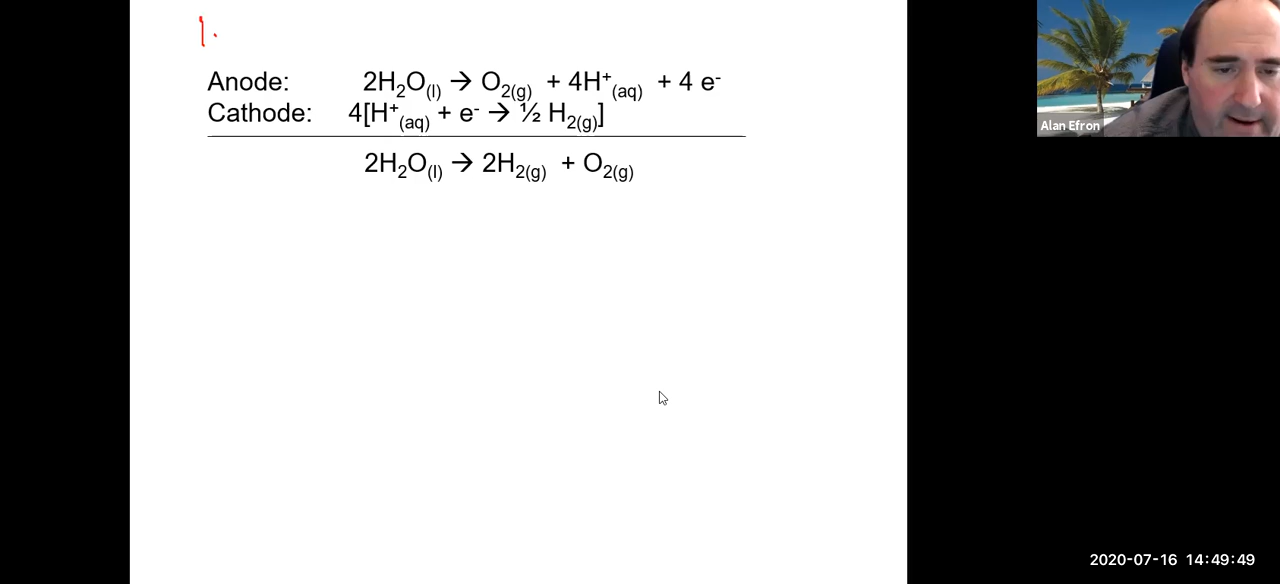 1.
Anode: 2H₂O₍ₗ₎ → O₂₍g₎ + 4H⁺₍aq₎ + 4 e⁻
Cathode: 4[H⁺₍aq₎ + e⁻ → ½ H₂₍g₎]
2H₂O₍ₗ₎ → 2H₂₍g₎ + O₂₍g₎
Alan Efron
2020-07-16 14:49:49